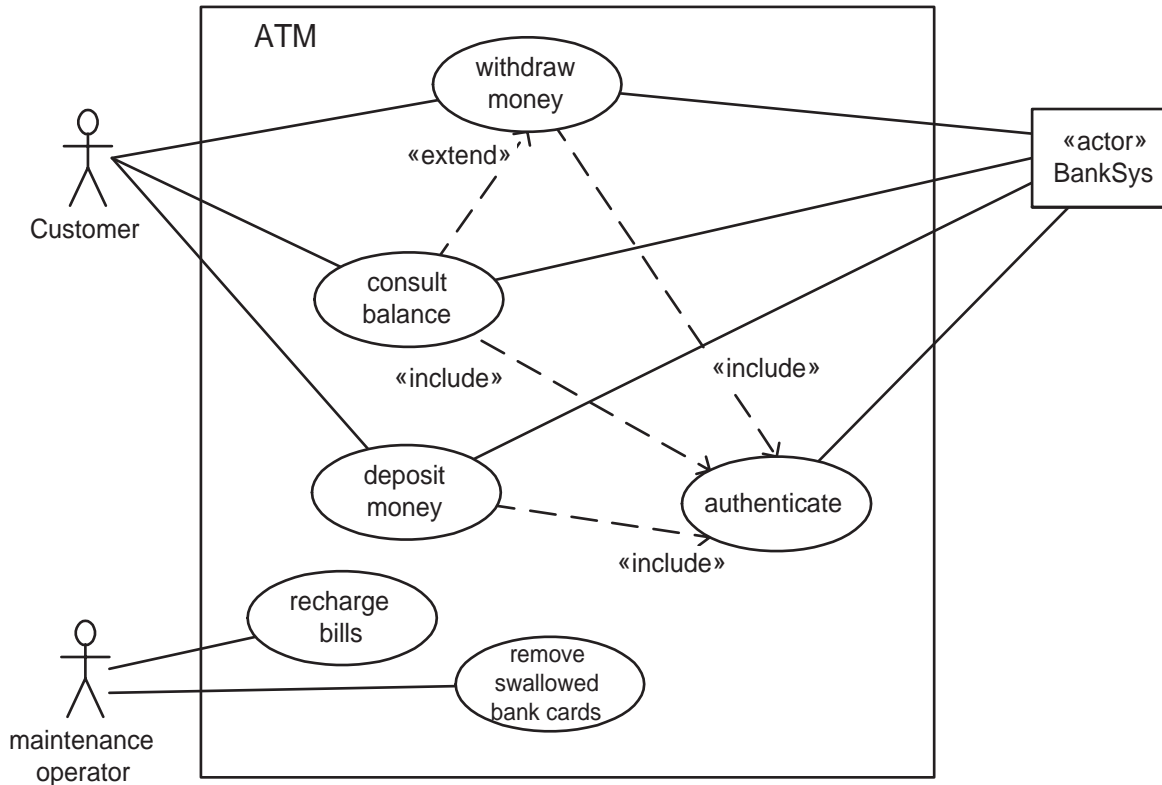 ATM
withdraw
money
«extend»
«actor»
BankSys
Customer
consult
balance
«include»
«include»
deposit
money
authenticate
«include»
recharge
bills
remove
swallowed
bank cards
maintenance
operator